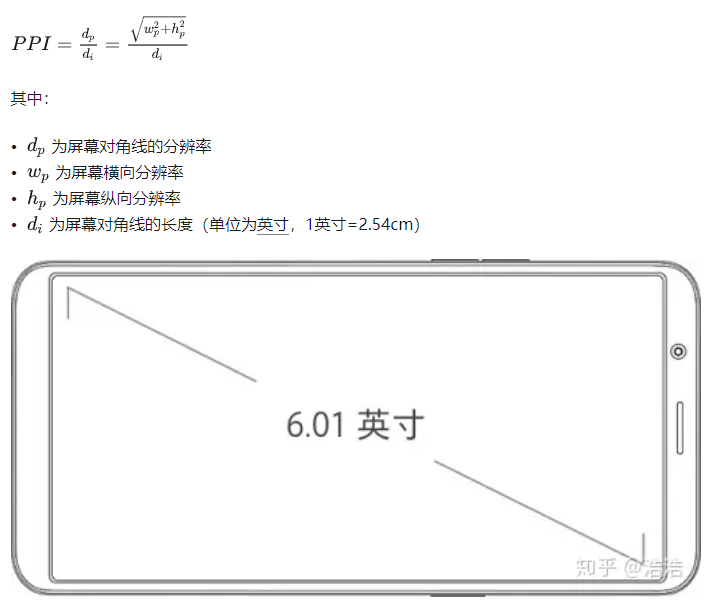 PPI = d_p/d_i = √(w_p^2+h_p^2)/d_i
其中：
• d_p 为屏幕对角线的分辨率
• w_p 为屏幕横向分辨率
• h_p 为屏幕纵向分辨率
• d_i 为屏幕对角线的长度（单位为英寸，1英寸=2.54cm）
6.01 英寸
知乎 @浩浩